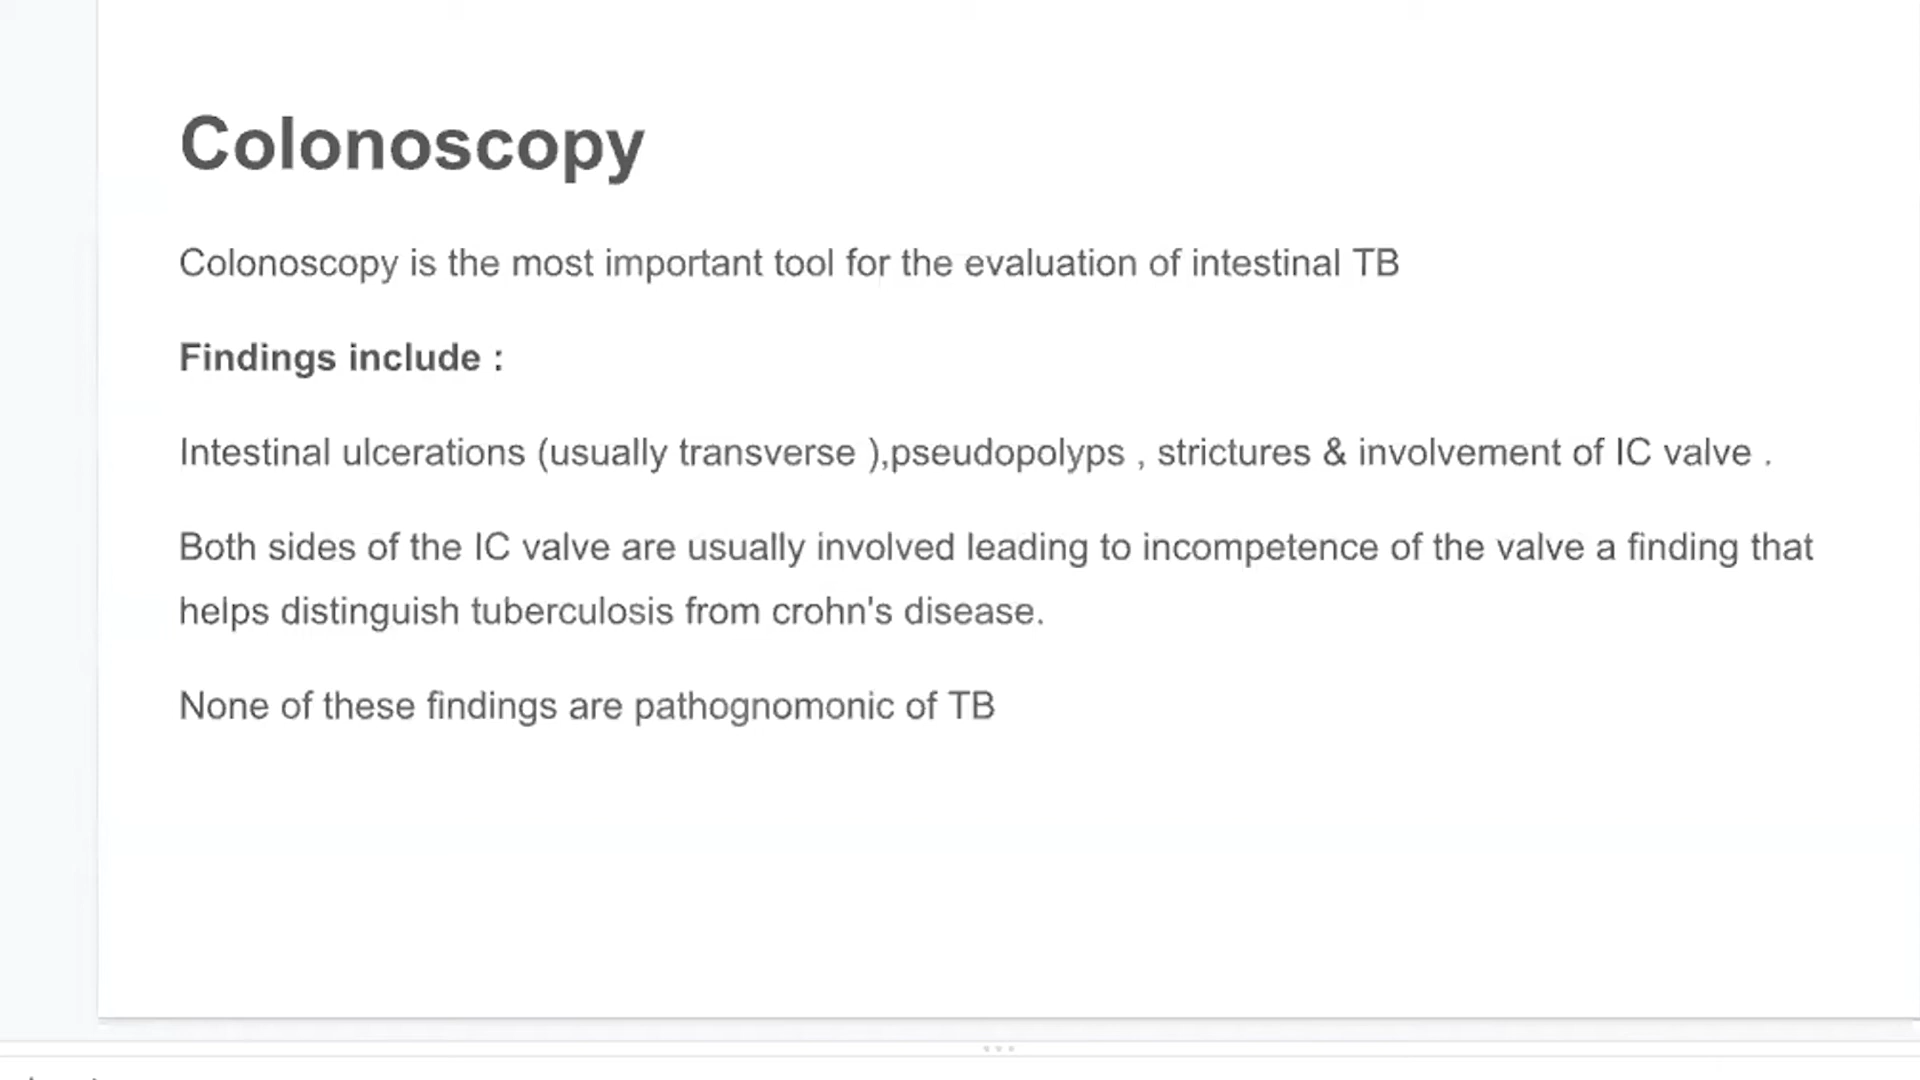 Colonoscopy
Colonoscopy is the most important tool for the evaluation of intestinal TB
Findings include :
Intestinal ulcerations (usually transverse ),pseudopolyps , strictures & involvement of IC valve .
Both sides of the IC valve are usually involved leading to incompetence of the valve a finding that
helps distinguish tuberculosis from crohn's disease.
None of these findings are pathognomonic of TB